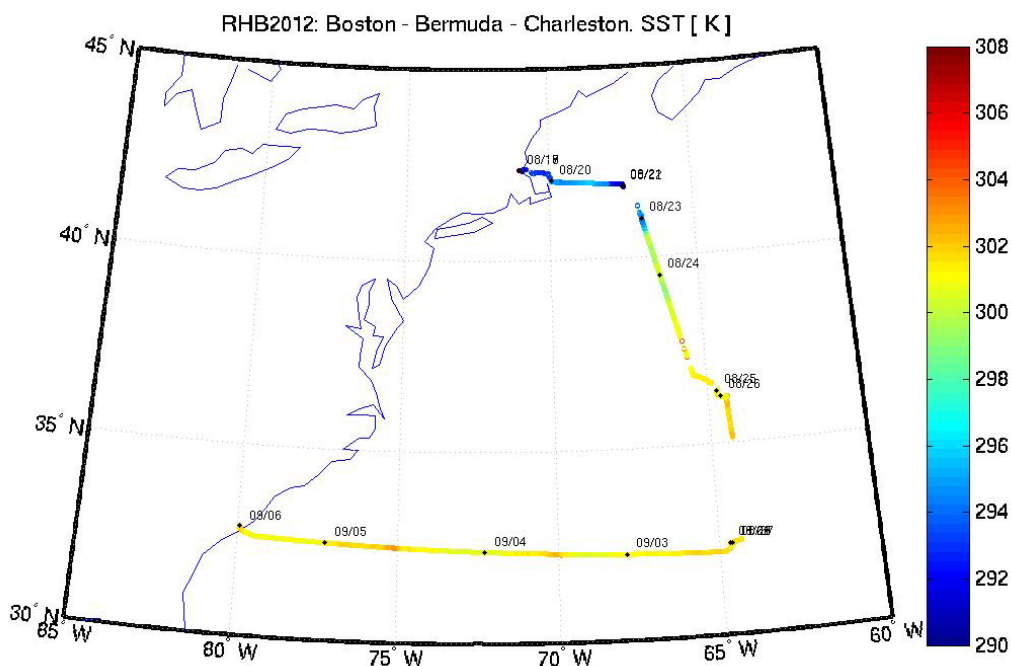 RHB2012: Boston - Bermuda - Charleston. SST [ K ]
45° N
40° N
35° N
30° N
85° W
80° W
75° W
70° W
65° W
60° W
08/20
08/23
08/24
08/25
08/26
09/06
09/05
09/04
09/03
308
306
304
302
300
298
296
294
292
290